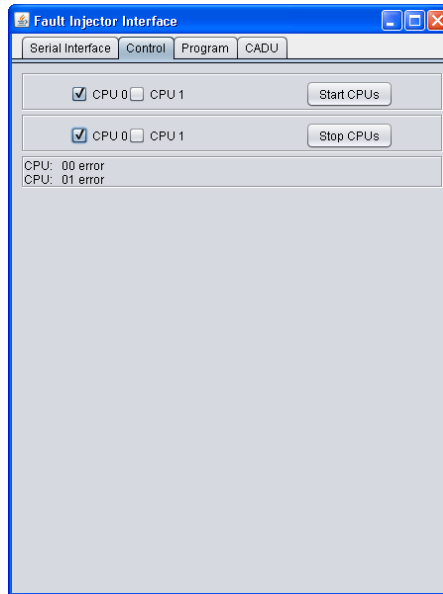 Fault Injector Interface
Serial Interface Control Program CADU
CPU 0 CPU 1 Start CPUs
CPU 0 CPU 1 Stop CPUs
CPU: 00 error
CPU: 01 error